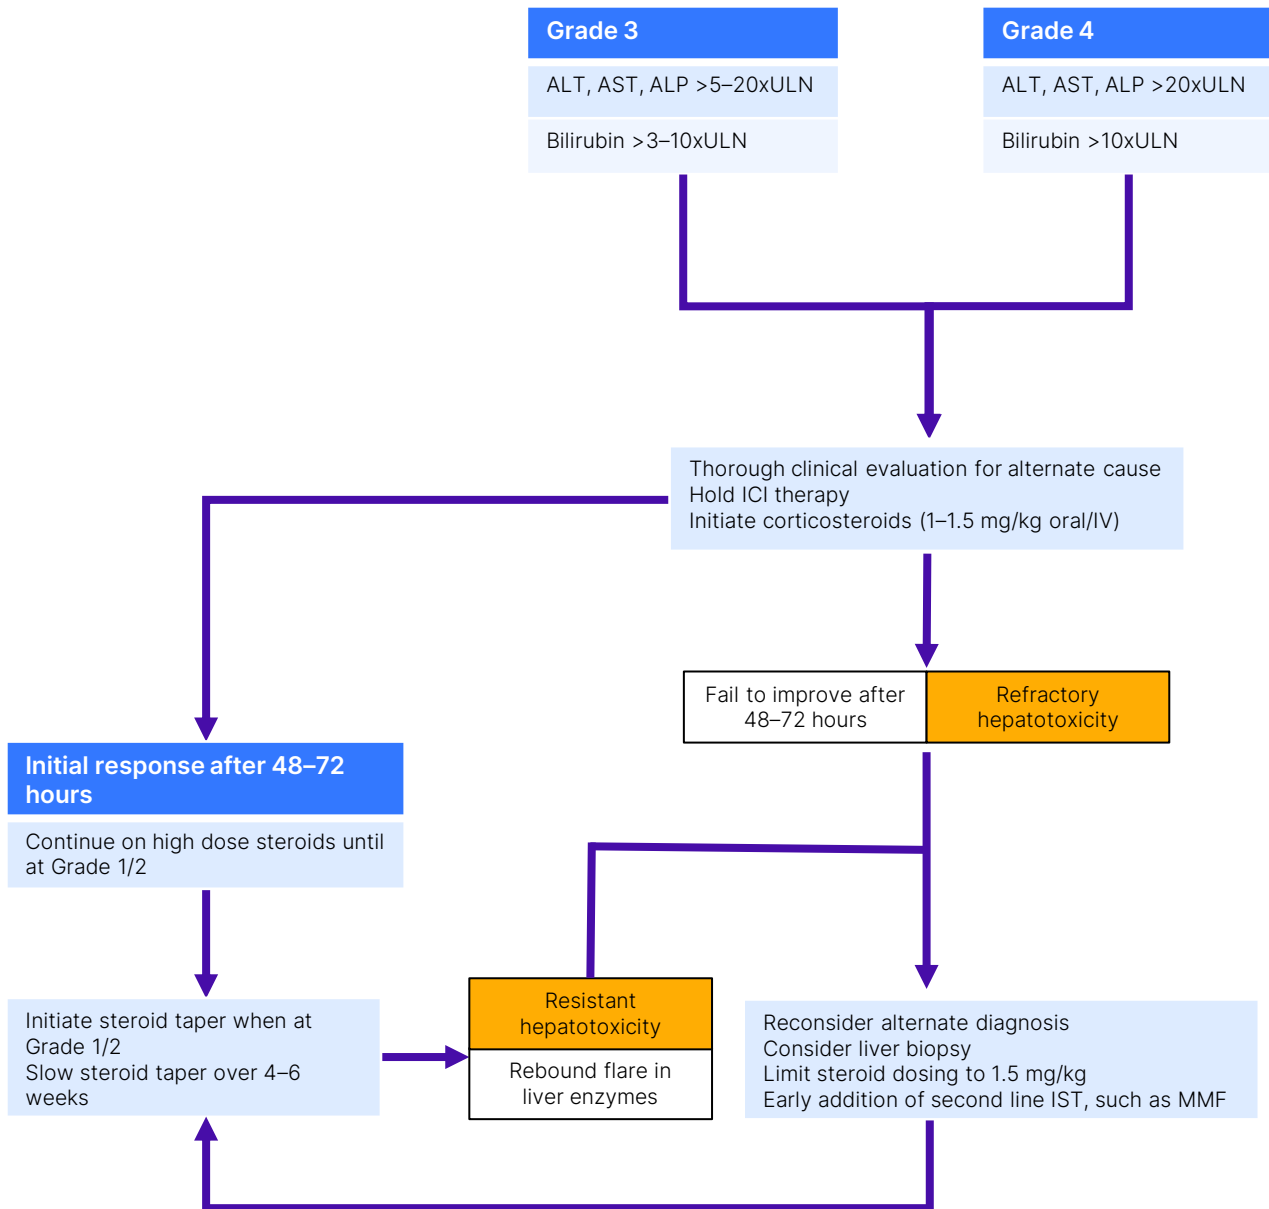 Grade 3
ALT, AST, ALP >5–20xULN
Bilirubin >3–10xULN
Grade 4
ALT, AST, ALP >20xULN
Bilirubin >10xULN
Thorough clinical evaluation for alternate cause
Hold ICI therapy
Initiate corticosteroids (1–1.5 mg/kg oral/IV)
Fail to improve after
48–72 hours
Refractory
hepatotoxicity
Initial response after 48–72
hours
Continue on high dose steroids until
at Grade 1/2
Initiate steroid taper when at
Grade 1/2
Slow steroid taper over 4–6
weeks
Resistant
hepatotoxicity
Rebound flare in
liver enzymes
Reconsider alternate diagnosis
Consider liver biopsy
Limit steroid dosing to 1.5 mg/kg
Early addition of second line IST, such as MMF